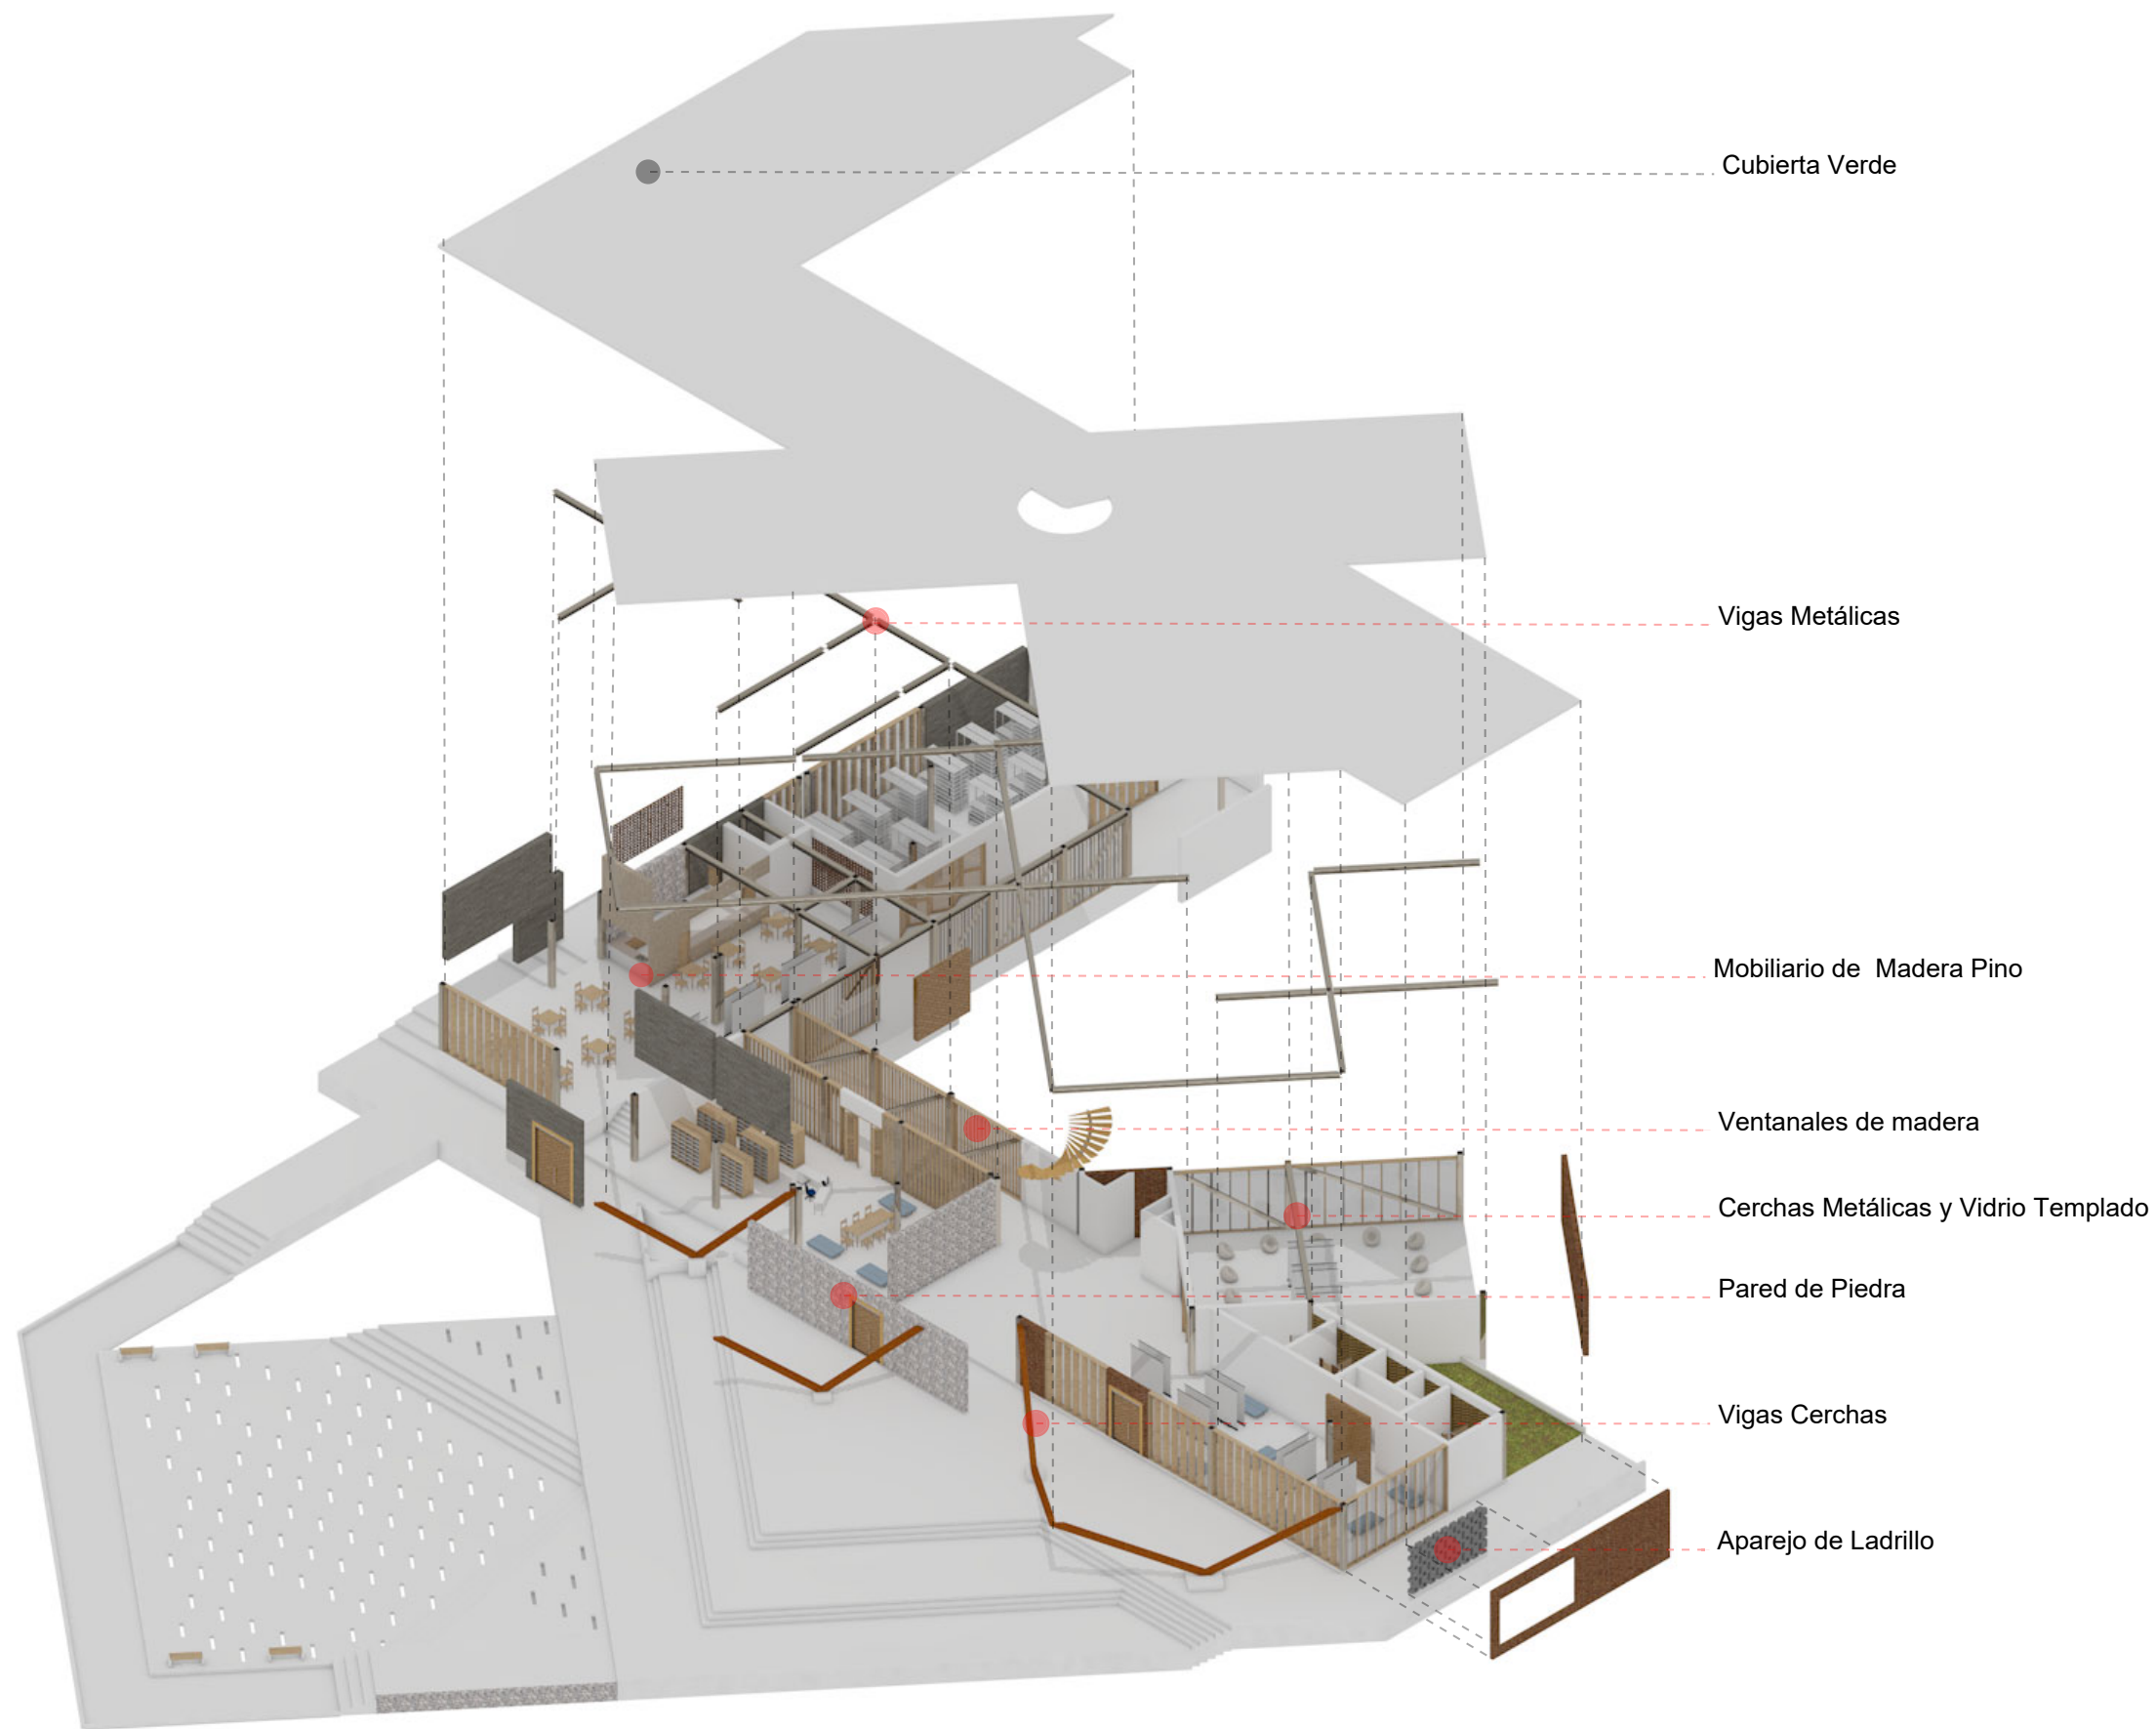 Cubierta Verde
Vigas Metálicas
Mobiliario de  Madera Pino
Ventanales de madera
Cerchas Metálicas y Vidrio Templado
Pared de Piedra
Vigas Cerchas
Aparejo de Ladrillo